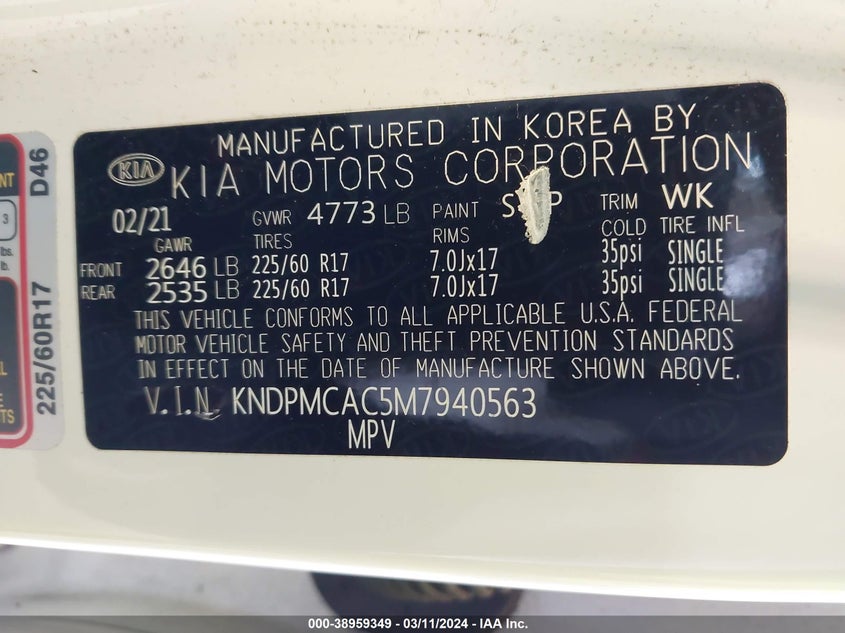 MANUFACTURED IN KOREA BY
KIA KIA MOTORS CORPORATION
02/21 GVWR 4773 LB PAINT TRIM WK
GAWR TIRES RIMS COLD TIRE INFL
FRONT 2646 LB 225/60 R17 7.0Jx17 35psi SINGLE
REAR 2535 LB 225/60 R17 7.0Jx17 35psi SINGLE
THIS VEHICLE CONFORMS TO ALL APPLICABLE U.S.A. FEDERAL
MOTOR VEHICLE SAFETY AND THEFT PREVENTION STANDARDS
IN EFFECT ON THE DATE OF MANUFACTURE SHOWN ABOVE.
V.I.N. KNDPMCAC5M7940563
MPV
225/60R17 D46
3
lbs.
lb.
000-38959349 - 03/11/2024 - IAA Inc.